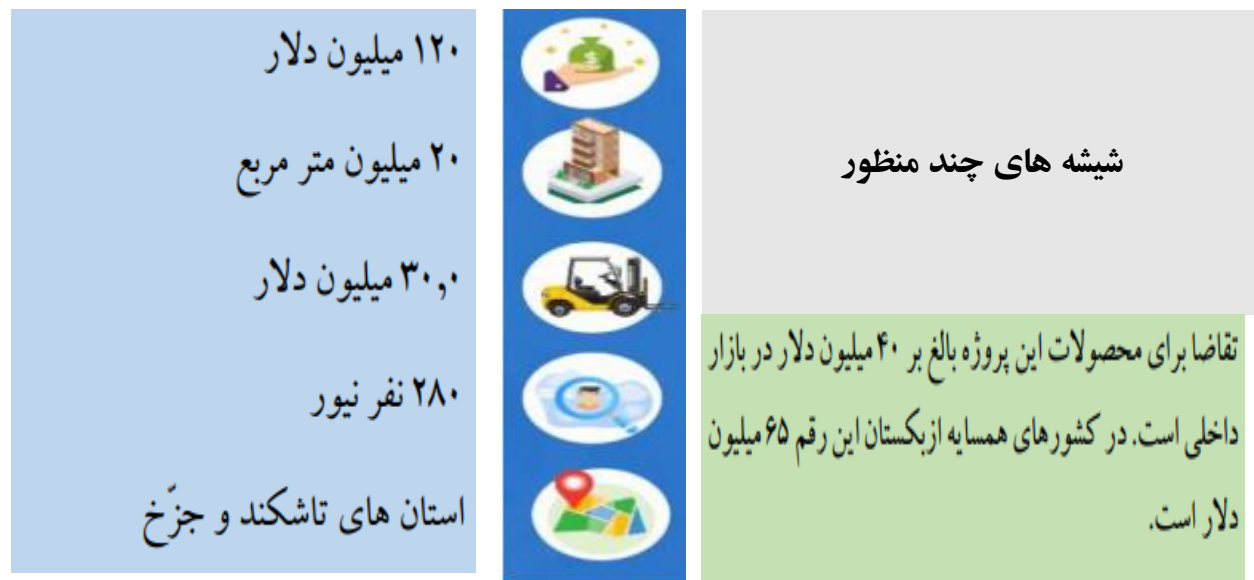 شیشه های چند منظور
تقاضا برای محصولات این پروژه بالغ بر ۴۰ میلیون دلار در بازار
داخلی است. در کشورهای همسایه ازبکستان این رقم ۶۵ میلیون
دلار است.
۱۲۰ میلیون دلار
۲۰ میلیون متر مربع
۳۰,۰ میلیون دلار
۲۸۰ نفر نیور
استان های تاشکند و جزّخ